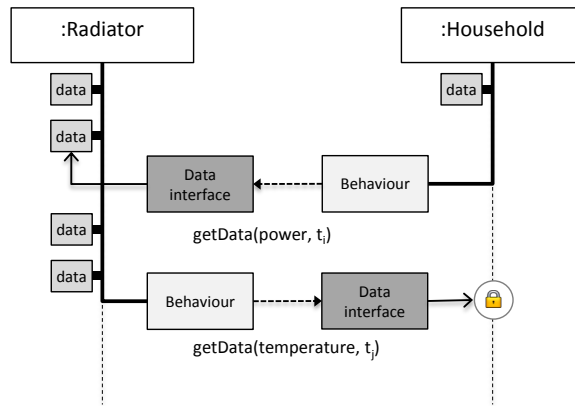 :Radiator
:Household
data
data
data
Data
interface
Behaviour
getData(power, tᵢ)
data
data
Behaviour
Data
interface
getData(temperature, tⱼ)